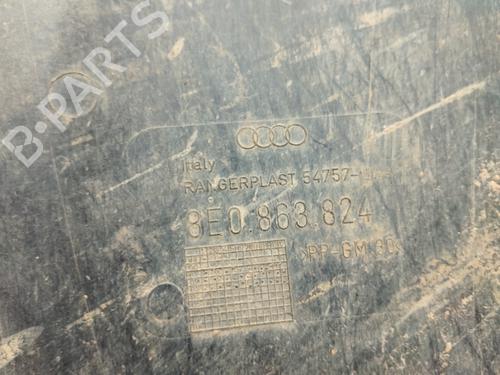 B-PARTS
Italy
RANGERPLAST 54757-
8E0.863.824
>PP-GM 30<